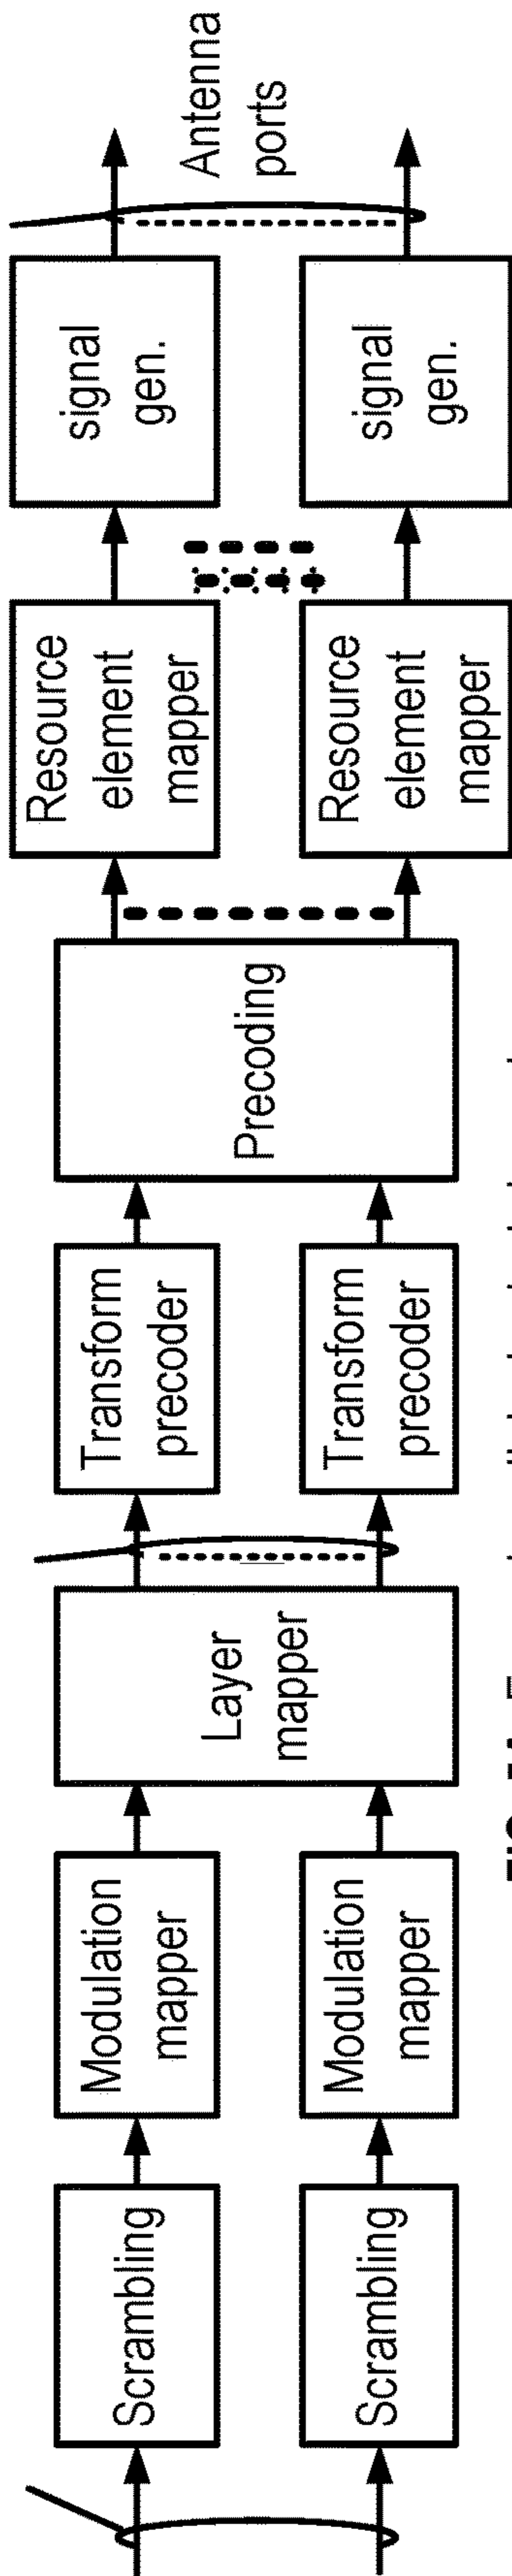 Scrambling
Scrambling
Modulation
mapper
Modulation
mapper
Layer
mapper
Transform
precoder
Transform
precoder
Precoding
Resource
element
mapper
Resource
element
mapper
signal
gen.
signal
gen.
Antenna
ports